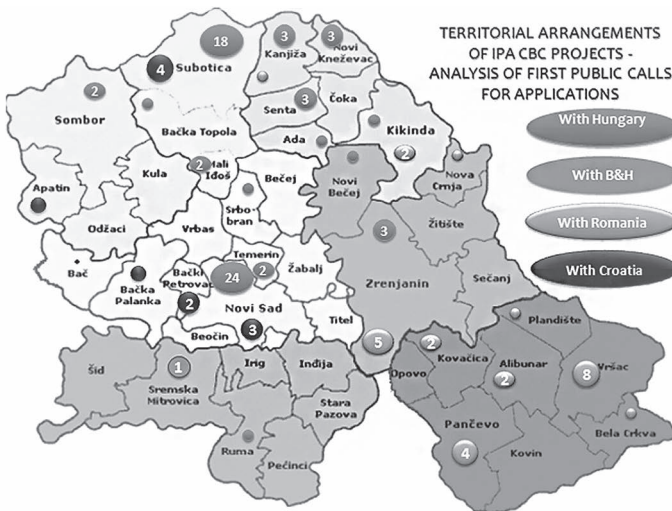 TERRITORIAL ARRANGEMENTS
OF IPA CBC PROJECTS -
ANALYSIS OF FIRST PUBLIC CALLS
FOR APPLICATIONS
With Hungary
With B&H
With Romania
With Croatia
18
4
Subotica
3
Kanjiža
3
Novi
Kneževac
2
Sombor
Bačka Topola
Senta
3
Čoka
Ada
Kikinda
2
Apatin
Kula
2
Mali
Iđoš
Bečej
Novi
Bečej
Nova
Crnja
Odžaci
Vrbas
Srbo-
bran
3
Žitište
Bač
Bačka
Palanka
Bački
Petrovac
2
24
Temerin
2
Žabalj
Zrenjanin
Sečanj
Novi Sad
3
Beočin
Titel
5
Plandište
Šid
1
Sremska
Mitrovica
Irig
Inđija
Opovo
2
Kovačica
Alibunar
2
8
Vršac
Stara
Pazova
Ruma
Pećinci
Pančevo
4
Kovin
Bela Crkva